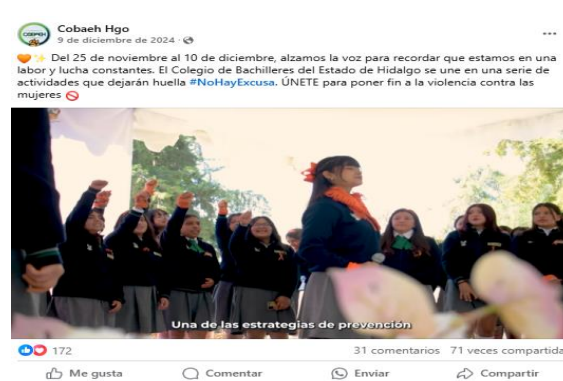 Cobaeh Hgo
9 de diciembre de 2024 ·
Del 25 de noviembre al 10 de diciembre, alzamos la voz para recordar que estamos en una
labor y lucha constantes. El Colegio de Bachilleres del Estado de Hidalgo se une en una serie de
actividades que dejarán huella #NoHayExcusa. ÚNETE para poner fin a la violencia contra las
mujeres
Una de las estrategias de prevención
172 31 comentarios 71 veces compartida
Me gusta Comentar Enviar Compartir